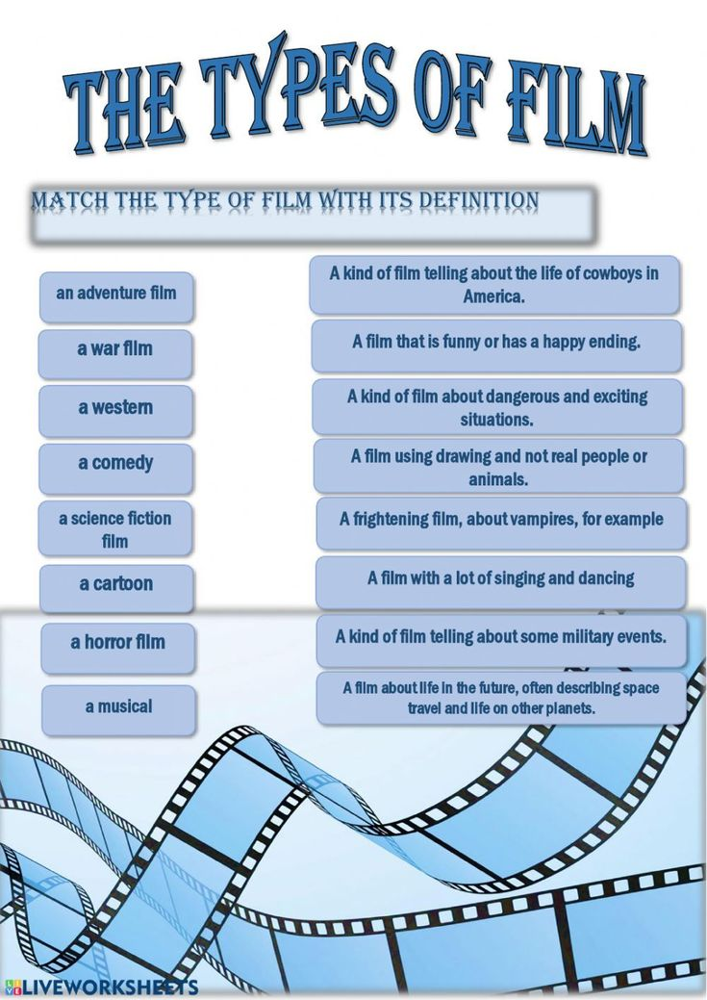 THE TYPES OF FILM
MATCH THE TYPE OF FILM WITH ITS DEFINITION
an adventure film
a war film
a western
a comedy
a science fiction
film
a cartoon
a horror film
a musical
A kind of film telling about the life of cowboys in
America.
A film that is funny or has a happy ending.
A kind of film about dangerous and exciting
situations.
A film using drawing and not real people or
animals.
A frightening film, about vampires, for example
A film with a lot of singing and dancing
A kind of film telling about some military events.
A film about life in the future, often describing space
travel and life on other planets.
LIVE LIVEWORKSHEETS